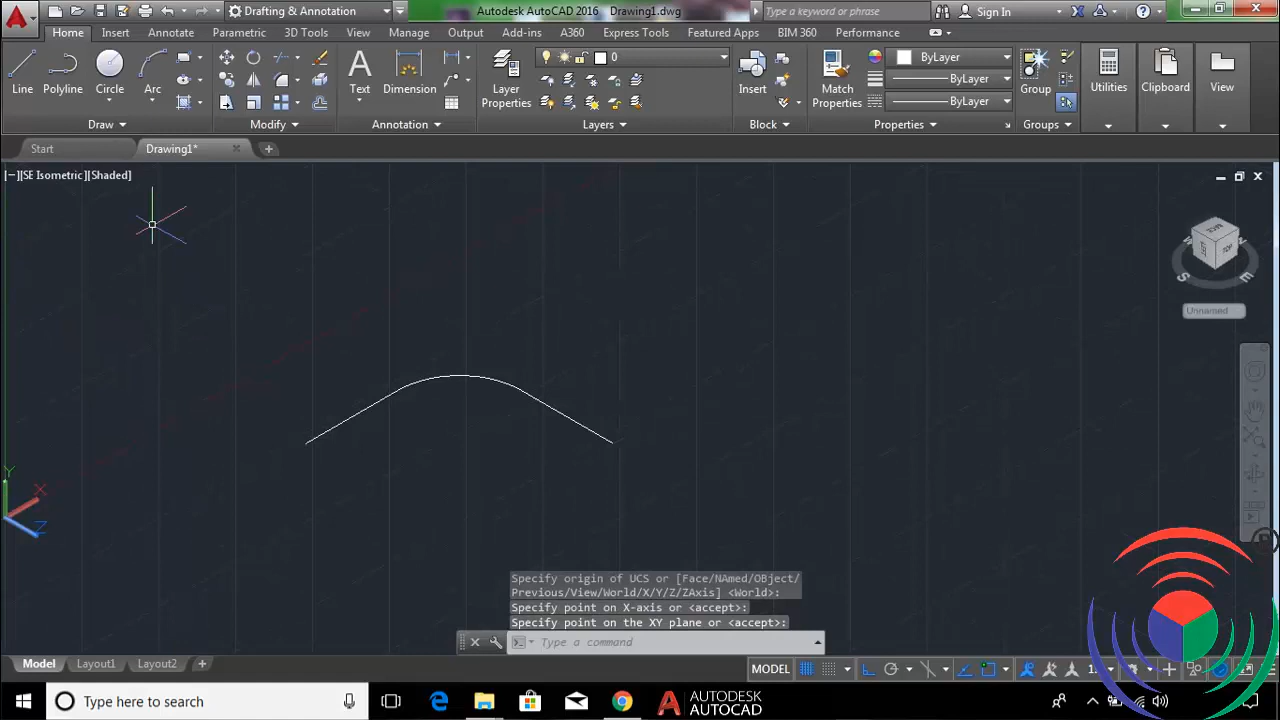 Drafting & Annotation
Autodesk AutoCAD 2016 Drawing1.dwg
Type a keyword or phrase
Sign In
Home Insert Annotate Parametric 3D Tools View Manage Output Add-ins A360 Express Tools Featured Apps BIM 360 Performance
Line Polyline Circle Arc
Text Dimension
Layer Properties
0
Insert
Match Properties
ByLayer
ByLayer
ByLayer
Group Utilities Clipboard View
Draw Modify Annotation Layers Block Properties Groups
Start Drawing1*
[−][SE Isometric][Shaded]
S E
Unnamed
Y
X
Z
Specify origin of UCS or [Face/NAmed/OBject/
Previous/View/World/X/Y/Z/ZAxis] <World>:
Specify point on X-axis or <accept>:
Specify point on the XY plane or <accept>:
Type a command
Model Layout1 Layout2
MODEL
Type here to search
AUTODESK
AUTOCAD